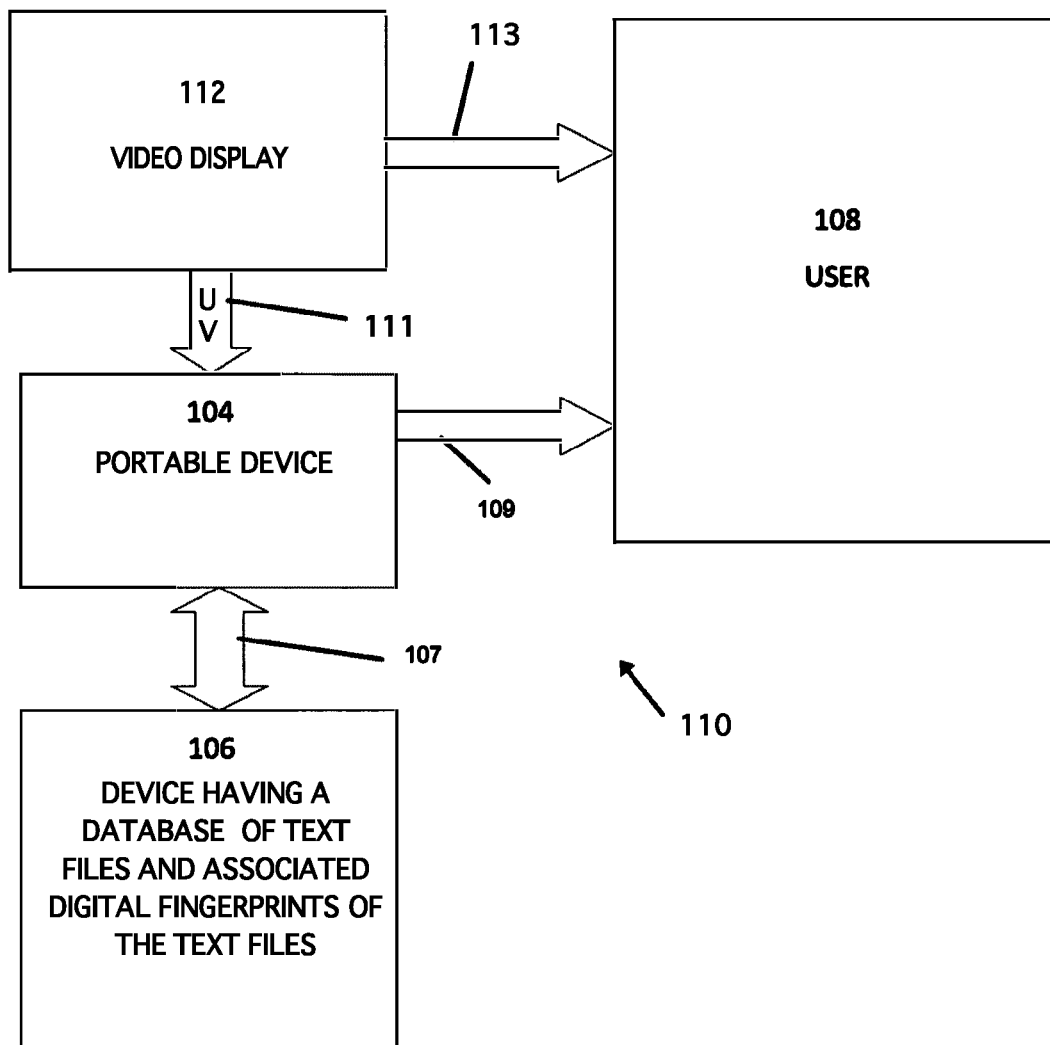 113
112
VIDEO DISPLAY
108
USER
U
V
111
104
PORTABLE DEVICE
109
107
110
106
DEVICE HAVING A
DATABASE OF TEXT
FILES AND ASSOCIATED
DIGITAL FINGERPRINTS OF
THE TEXT FILES